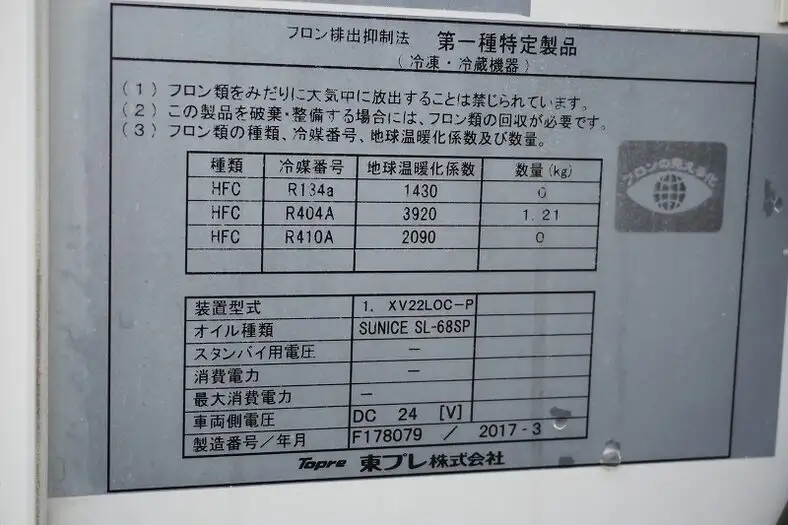 フロン排出抑制法 第一種特定製品
(冷凍・冷蔵機器)
(1) フロン類をみだりに大気中に放出することは禁じられています。
(2) この製品を破棄・整備する場合には、フロン類の回収が必要です。
(3) フロン類の種類、冷媒番号、地球温暖化係数及び数量。
種類 冷媒番号 地球温暖化係数 数量(kg)
HFC R134a 1430 0
HFC R404A 3920 1.21
HFC R410A 2090 0
フロンの見える化
装置型式 1. XV22LOC-P
オイル種類 SUNICE SL-68SP
スタンバイ用電圧 －
消費電力 －
最大消費電力 －
車両側電圧 DC 24 [V]
製造番号／年月 F178079 ／ 2017-3
Topre 東プレ株式会社